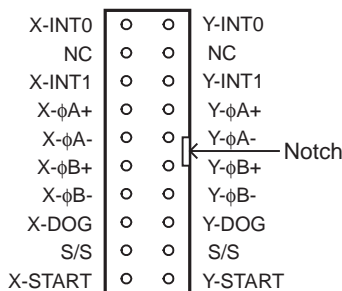 X-INT0 Y-INT0
NC NC
X-INT1 Y-INT1
X-ϕA+ Y-ϕA+
X-ϕA- Y-ϕA- Notch
X-ϕB+ Y-ϕB+
X-ϕB- Y-ϕB-
X-DOG Y-DOG
S/S S/S
X-START Y-START